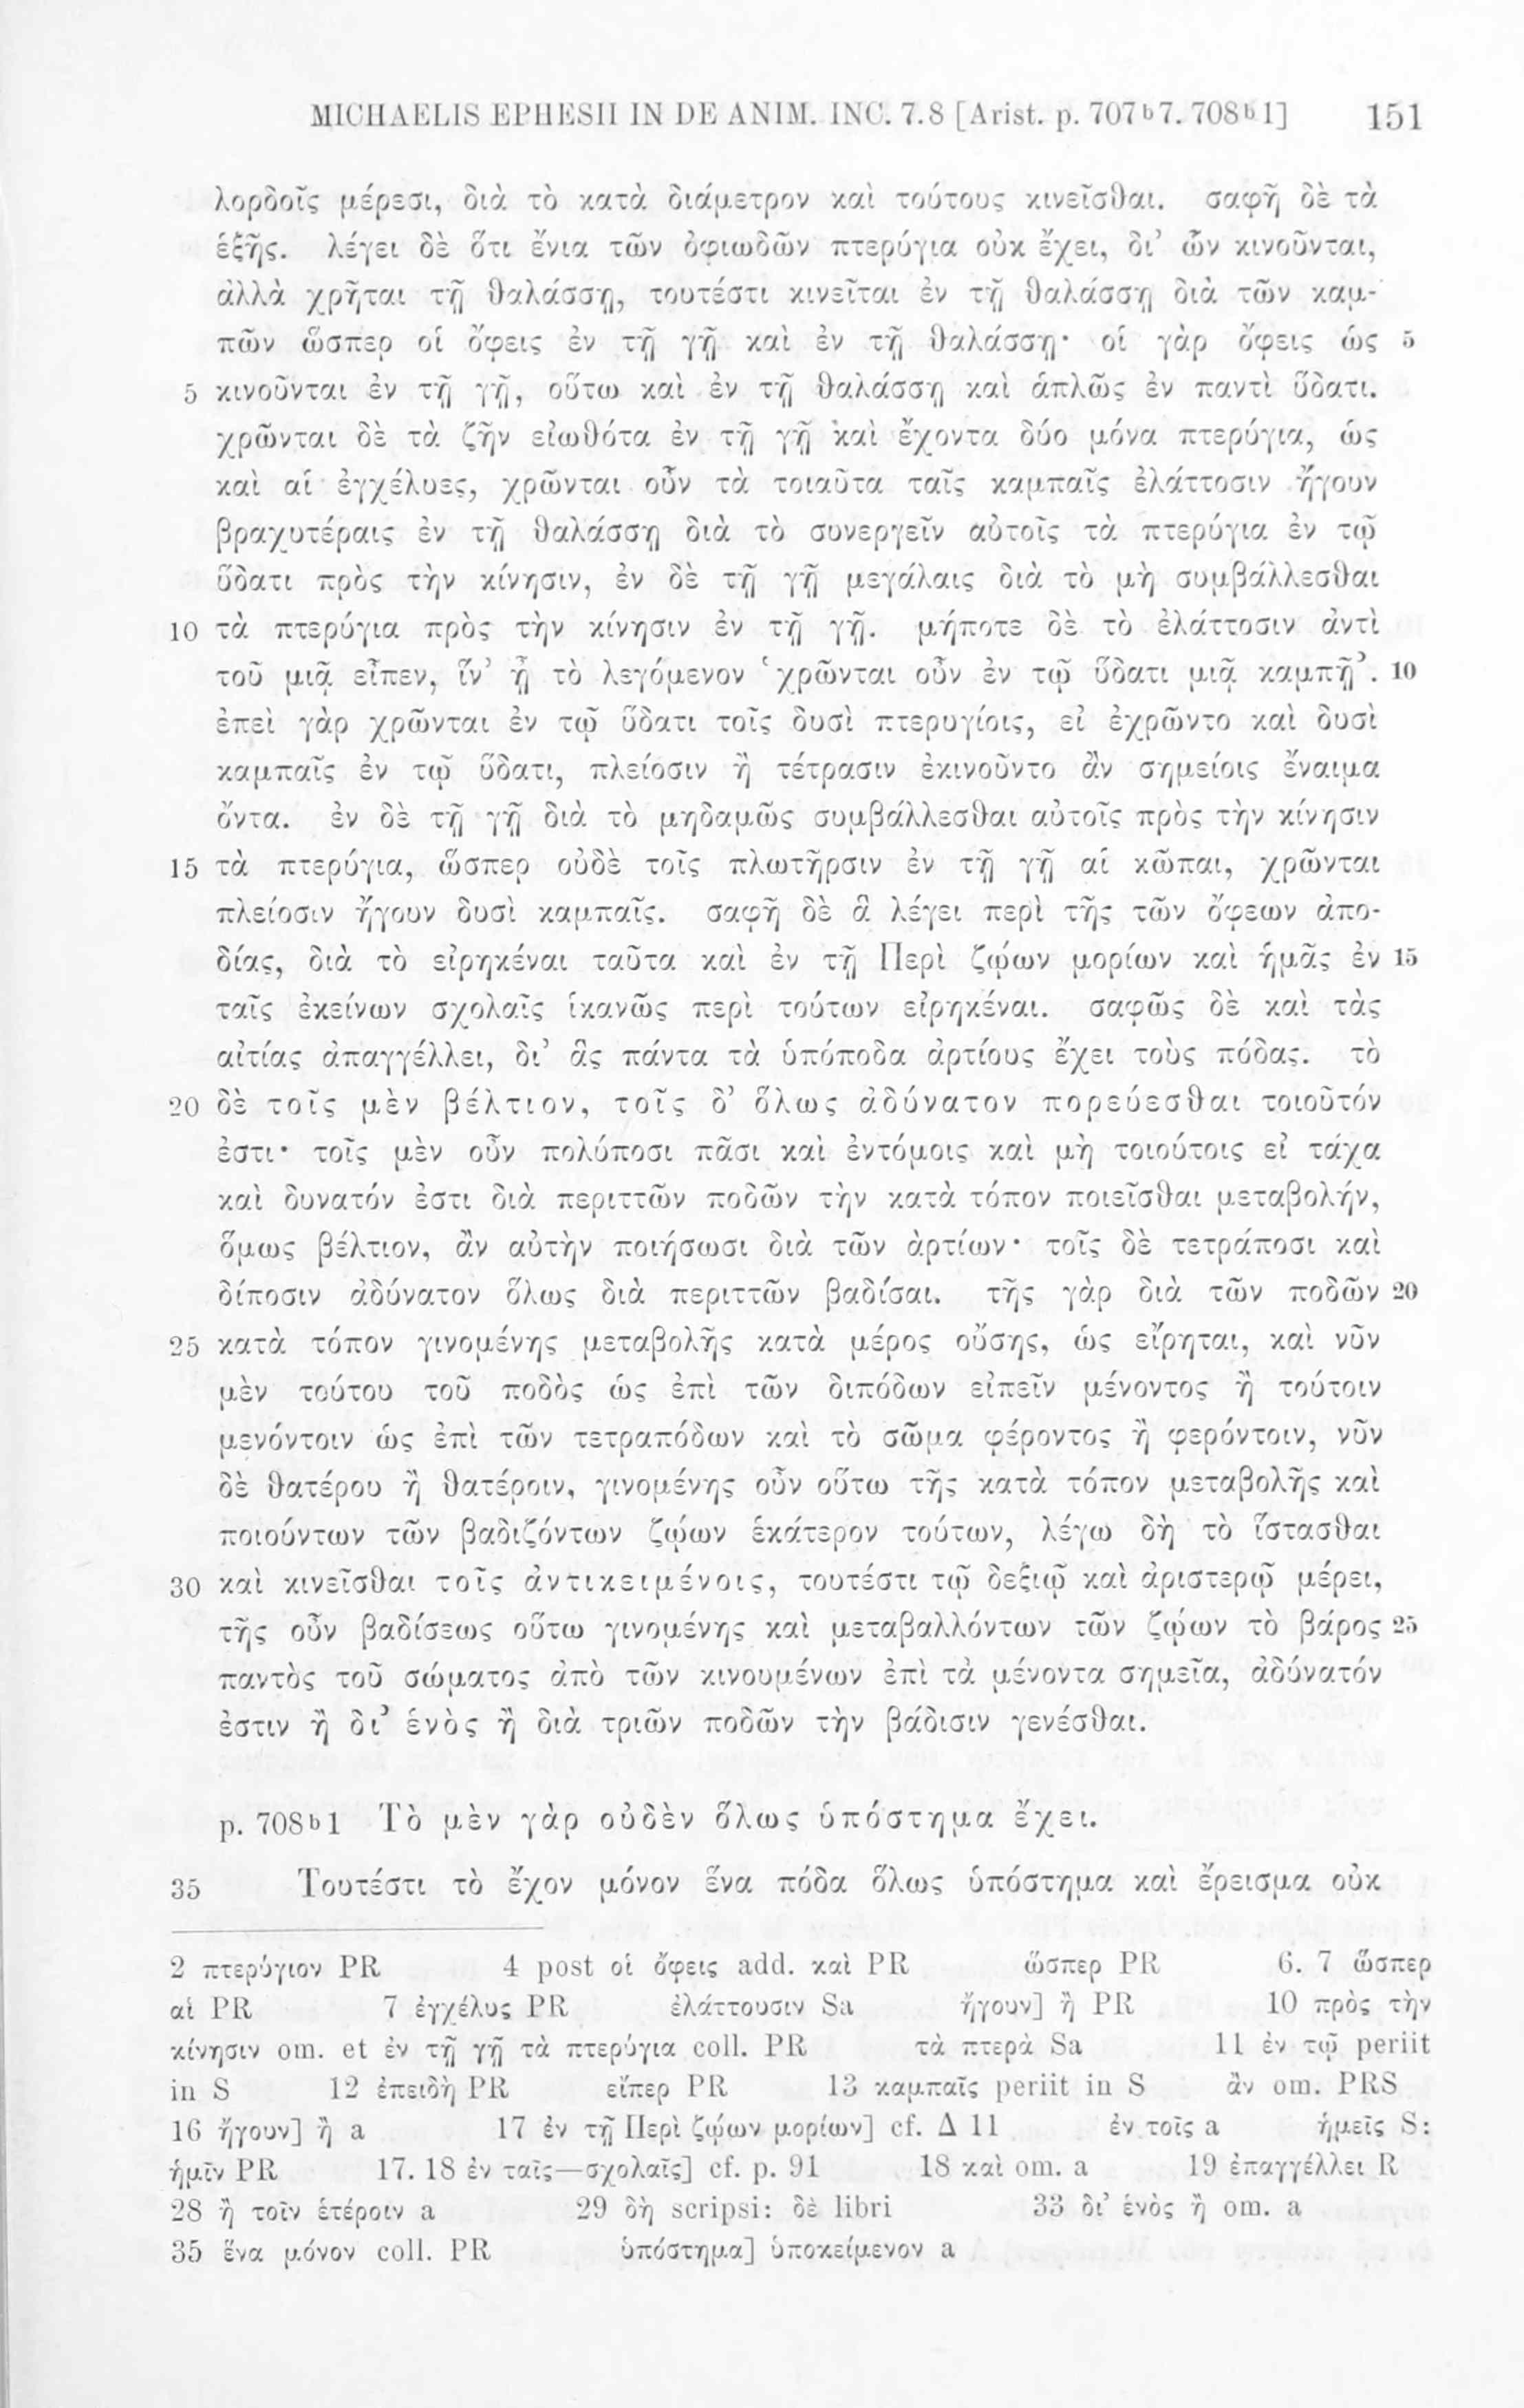 MICHAELIS EPHESII IN DE ANIM. INC. 7.8 [Arist. p. 707ᵇ7. 708ᵇ1] 151
λορδοῖς μέρεσι, διὰ τὸ κατὰ διάμετρον καὶ τούτους κινεῖσθαι. σαφῆ δὲ τὰ
ἑξῆς. λέγει δὲ ὅτι ἔνια τῶν ὀφιωδῶν πτερύγια οὐκ ἔχει, δι’ ὧν κινοῦνται,
ἀλλὰ χρῆται τῇ θαλάσσῃ, τουτέστι κινεῖται ἐν τῇ θαλάσσῃ διὰ τῶν καμ-
πῶν ὥσπερ οἱ ὄφεις ἐν τῇ γῇ καὶ ἐν τῇ θαλάσσῃ· οἱ γὰρ ὄφεις ὡς 5
5 κινοῦνται ἐν τῇ γῇ, οὕτω καὶ ἐν τῇ θαλάσσῃ καὶ ἁπλῶς ἐν παντὶ ὕδατι.
χρῶνται δὲ τὰ ζῆν εἰωθότα ἐν τῇ γῇ καὶ ἔχοντα δύο μόνα πτερύγια, ὡς
καὶ αἱ ἐγχέλυες, χρῶνται οὖν τὰ τοιαῦτα ταῖς καμπαῖς ἐλάττοσιν ἤγουν
βραχυτέραις ἐν τῇ θαλάσσῃ διὰ τὸ συνεργεῖν αὐτοῖς τὰ πτερύγια ἐν τῷ
ὕδατι πρὸς τὴν κίνησιν, ἐν δὲ τῇ γῇ μεγάλαις διὰ τὸ μὴ συμβάλλεσθαι
10 τὰ πτερύγια πρὸς τὴν κίνησιν ἐν τῇ γῇ. μήποτε δὲ τὸ ἐλάττοσιν ἀντὶ
τοῦ μιᾷ εἶπεν, ἵν’ ᾖ τὸ λεγόμενον ‘χρῶνται οὖν ἐν τῷ ὕδατι μιᾷ καμπῇ’. 10
ἐπεὶ γὰρ χρῶνται ἐν τῷ ὕδατι τοῖς δυσὶ πτερυγίοις, εἰ ἐχρῶντο καὶ δυσὶ
καμπαῖς ἐν τῷ ὕδατι, πλείοσιν ἢ τέτρασιν ἐκινοῦντο ἂν σημείοις ἔναιμα
ὄντα. ἐν δὲ τῇ γῇ διὰ τὸ μηδαμῶς συμβάλλεσθαι αὐτοῖς πρὸς τὴν κίνησιν
15 τὰ πτερύγια, ὥσπερ οὐδὲ τοῖς πλωτῆρσιν ἐν τῇ γῇ αἱ κῶπαι, χρῶνται
πλείοσιν ἤγουν δυσὶ καμπαῖς. σαφῆ δὲ ἃ λέγει περὶ τῆς τῶν ὄφεων ἀπο-
δίας, διὰ τὸ εἰρηκέναι ταῦτα καὶ ἐν τῇ Περὶ ζῴων μορίων καὶ ἡμᾶς ἐν 15
ταῖς ἐκείνων σχολαῖς ἱκανῶς περὶ τούτων εἰρηκέναι. σαφῶς δὲ καὶ τὰς
αἰτίας ἀπαγγέλλει, δι’ ἃς πάντα τὰ ὑπόποδα ἀρτίους ἔχει τοὺς πόδας. τὸ
20 δὲ τοῖς μὲν βέλτιον, τοῖς δ’ ὅλως ἀδύνατον πορεύεσθαι τοιοῦτόν
ἐστι· τοῖς μὲν οὖν πολύποσι πᾶσι καὶ ἐντόμοις καὶ μὴ τοιούτοις εἰ τάχα
καὶ δυνατόν ἐστι διὰ περιττῶν ποδῶν τὴν κατὰ τόπον ποιεῖσθαι μεταβολήν,
ὅμως βέλτιον, ἂν αὐτὴν ποιήσωσι διὰ τῶν ἀρτίων· τοῖς δὲ τετράποσι καὶ
δίποσιν ἀδύνατον ὅλως διὰ περιττῶν βαδίσαι. τῆς γὰρ διὰ τῶν ποδῶν 20
25 κατὰ τόπον γινομένης μεταβολῆς κατὰ μέρος οὔσης, ὡς εἴρηται, καὶ νῦν
μὲν τούτου τοῦ ποδὸς ὡς ἐπὶ τῶν διπόδων εἰπεῖν μένοντος ἢ τούτοιν
μενόντοιν ὡς ἐπὶ τῶν τετραπόδων καὶ τὸ σῶμα φέροντος ἢ φερόντοιν, νῦν
δὲ θατέρου ἢ θατέροιν, γινομένης οὖν οὕτω τῆς κατὰ τόπον μεταβολῆς καὶ
ποιούντων τῶν βαδιζόντων ζῴων ἑκάτερον τούτων, λέγω δὴ τὸ ἵστασθαι
30 καὶ κινεῖσθαι τοῖς ἀντικειμένοις, τουτέστι τῷ δεξιῷ καὶ ἀριστερῷ μέρει,
τῆς οὖν βαδίσεως οὕτω γινομένης καὶ μεταβαλλόντων τῶν ζῴων τὸ βάρος 25
παντὸς τοῦ σώματος ἀπὸ τῶν κινουμένων ἐπὶ τὰ μένοντα σημεῖα, ἀδύνατόν
ἐστιν ἢ δι’ ἑνὸς ἢ διὰ τριῶν ποδῶν τὴν βάδισιν γενέσθαι.
p. 708ᵇ1 Τὸ μὲν γὰρ οὐδὲν ὅλως ὑπόστημα ἔχει.
35 Τουτέστι τὸ ἔχον μόνον ἕνα πόδα ὅλως ὑπόστημα καὶ ἔρεισμα οὐκ
2 πτερύγιον PR 4 post οἱ ὄφεις add. καὶ PR ὥσπερ PR 6. 7 ὥσπερ
αἱ PR 7 ἐγχέλυς PR ἐλάττουσιν Sa ἤγουν] ἢ PR 10 πρὸς τὴν
κίνησιν om. et ἐν τῇ γῇ τὰ πτερύγια coll. PR τὰ πτερὰ Sa 11 ἐν τῷ periit
in S 12 ἐπειδὴ PR εἴπερ PR 13 καμπαῖς periit in S ἂν om. PRS
16 ἤγουν] ἢ a 17 ἐν τῇ Περὶ ζῴων μορίων] cf. Δ 11 ἐν τοῖς a ἡμεῖς S:
ἡμῖν PR 17. 18 ἐν ταῖς—σχολαῖς] cf. p. 91 18 καὶ om. a 19 ἐπαγγέλλει R
28 ἢ τοῖν ἑτέροιν a 29 δὴ scripsi: δὲ libri 33 δι’ ἑνὸς ἢ om. a
35 ἕνα μόνον coll. PR ὑπόστημα] ὑποκείμενον a